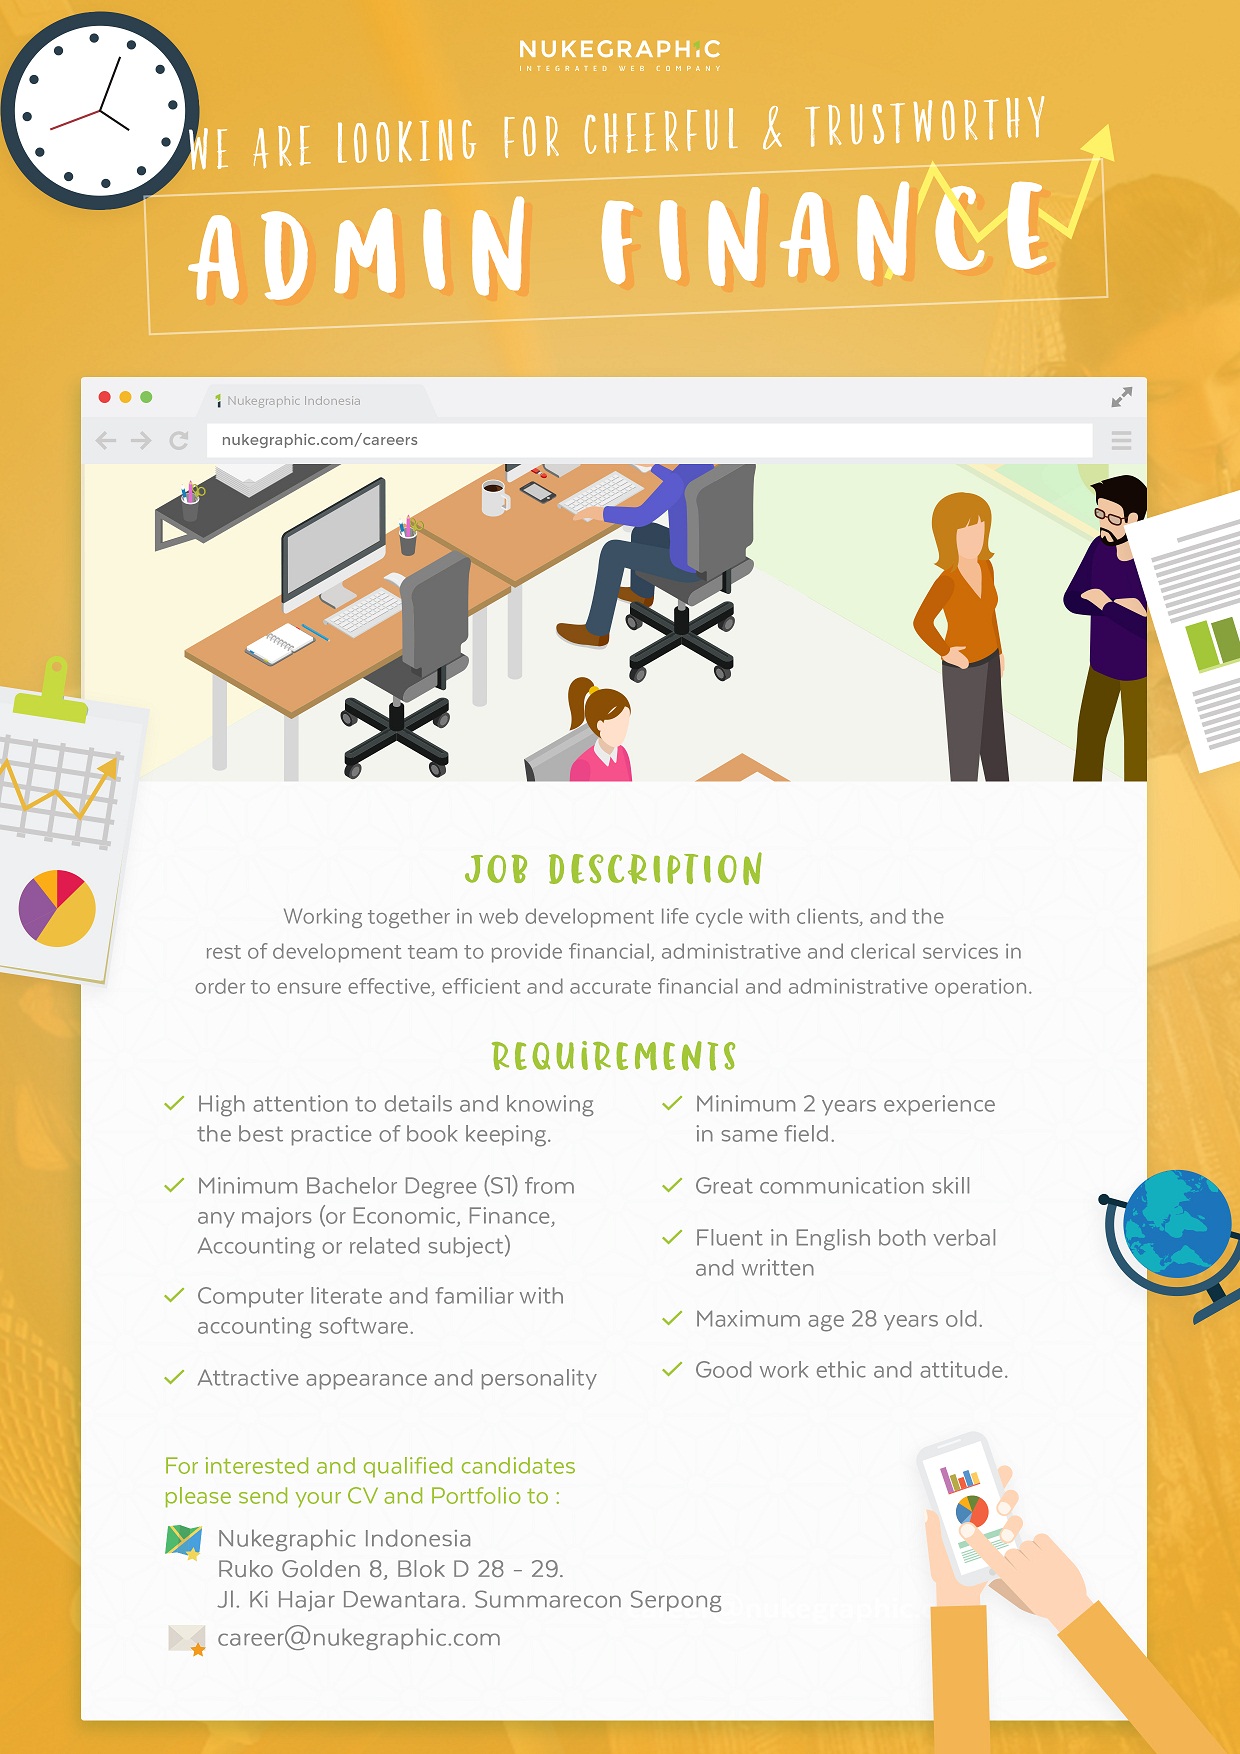 NUKEGRAPHIC
INTEGRATED WEB COMPANY
WE ARE LOOKING FOR CHEERFUL & TRUSTWORTHY
ADMIN FINANCE
Nukegraphic Indonesia
nukegraphic.com/careers
JOB DESCRIPTION
Working together in web development life cycle with clients, and the
rest of development team to provide financial, administrative and clerical services in
order to ensure effective, efficient and accurate financial and administrative operation.
REQUIREMENTS
High attention to details and knowing
the best practice of book keeping.
Minimum Bachelor Degree (S1) from
any majors (or Economic, Finance,
Accounting or related subject)
Computer literate and familiar with
accounting software.
Attractive appearance and personality
Minimum 2 years experience
in same field.
Great communication skill
Fluent in English both verbal
and written
Maximum age 28 years old.
Good work ethic and attitude.
For interested and qualified candidates
please send your CV and Portfolio to :
Nukegraphic Indonesia
Ruko Golden 8, Blok D 28 - 29.
Jl. Ki Hajar Dewantara. Summarecon Serpong
@nukegraphic
career@nukegraphic.com